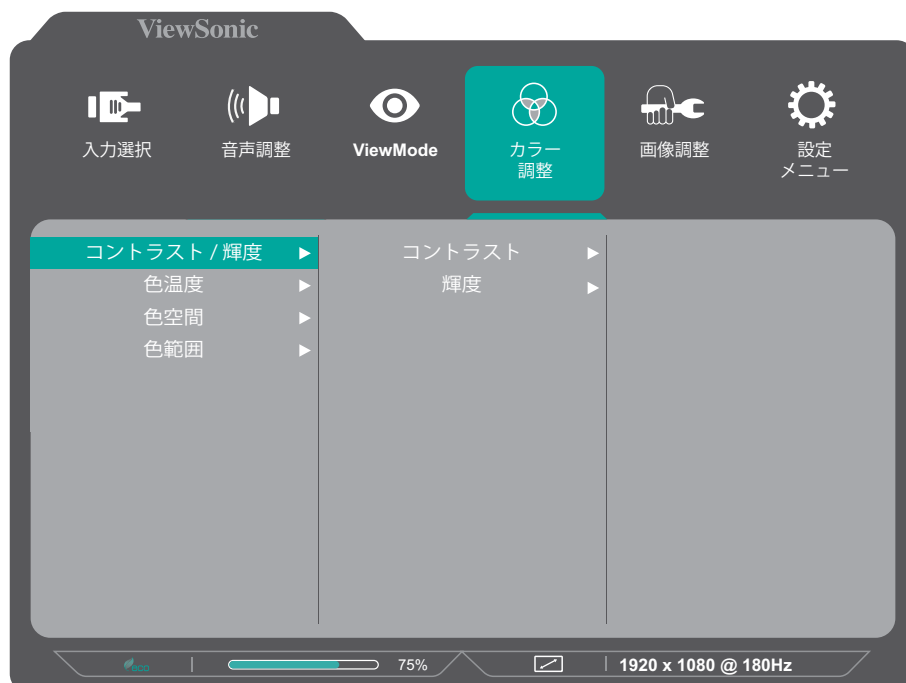 ViewSonic
入力選択
音声調整
ViewMode
カラー
調整
画像調整
設定
メニュー
コントラスト / 輝度
色温度
色空間
色範囲
コントラスト
輝度
eco
75%
1920 x 1080 @ 180Hz